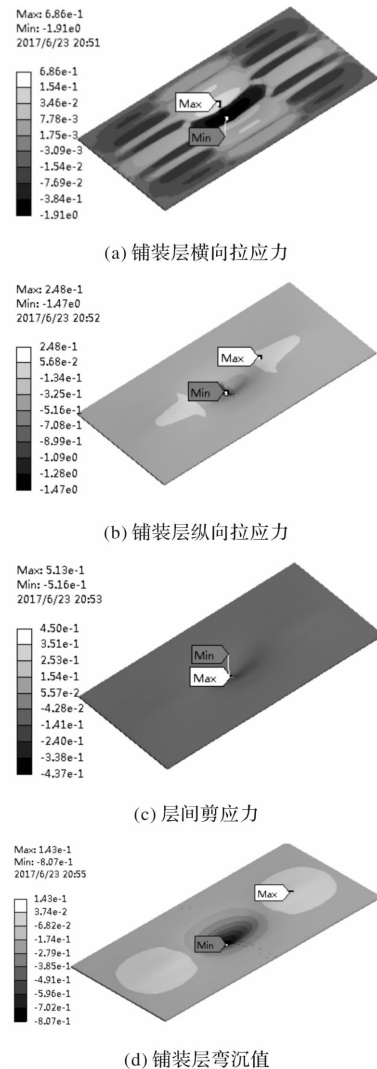 Max: 6.86e-1
Min: -1.91e0
2017/6/23 20:51
6.86e-1
1.54e-1
3.46e-2
7.78e-3
1.75e-3
-3.09e-3
-1.54e-2
-7.69e-2
-3.84e-1
-1.91e0
Max
Min
(a) 铺装层横向拉应力
Max: 2.48e-1
Min: -1.47e0
2017/6/23 20:52
2.48e-1
5.68e-2
-1.34e-1
-3.25e-1
-5.16e-1
-7.08e-1
-8.99e-1
-1.09e0
-1.28e0
-1.47e0
Max
Min
(b) 铺装层纵向拉应力
Max: 5.13e-1
Min: -5.16e-1
2017/6/23 20:53
4.50e-1
3.51e-1
2.53e-1
1.54e-1
5.57e-2
-4.28e-2
-1.41e-1
-2.40e-1
-3.38e-1
-4.37e-1
Min
Max
(c) 层间剪应力
Max: 1.43e-1
Min: -8.07e-1
2017/6/23 20:55
1.43e-1
3.74e-2
-6.82e-2
-1.74e-1
-2.79e-1
-3.85e-1
-4.91e-1
-5.96e-1
-7.02e-1
-8.07e-1
Max
Min
(d) 铺装层弯沉值